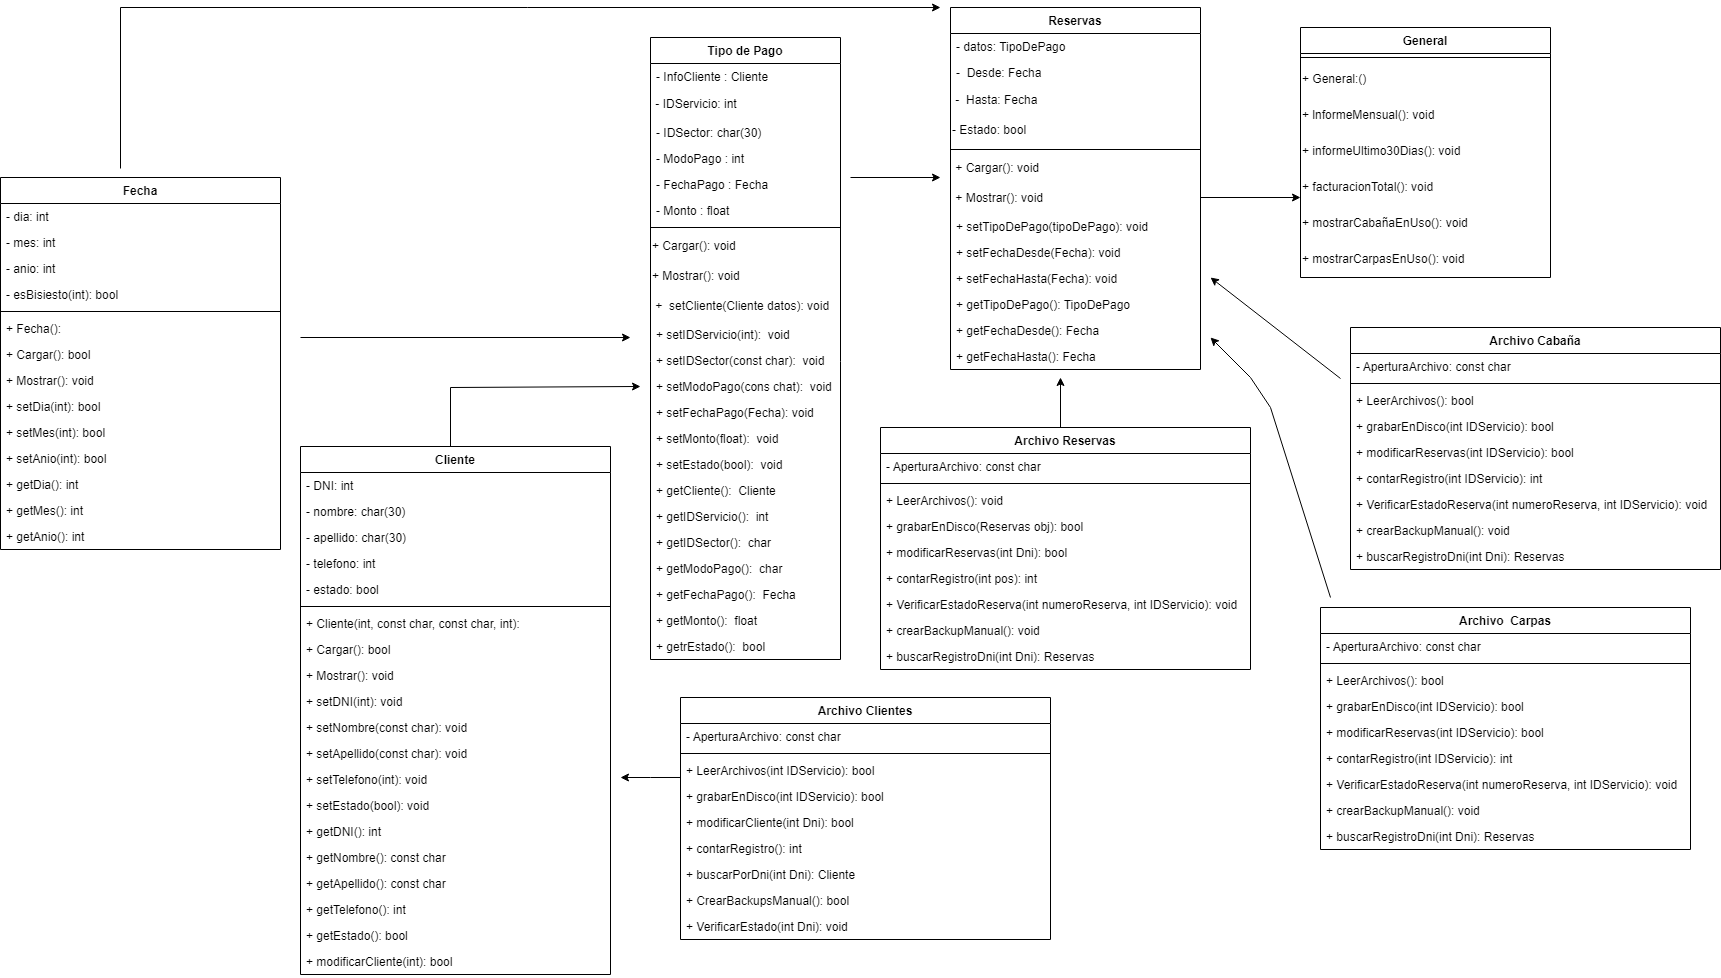 Reservas
- datos: TipoDePago
-  Desde: Fecha
-  Hasta: Fecha
- Estado: bool
+ Cargar(): void
+ Mostrar(): void
+ setTipoDePago(tipoDePago): void
+ setFechaDesde(Fecha): void
+ setFechaHasta(Fecha): void
+ getTipoDePago(): TipoDePago
+ getFechaDesde(): Fecha
+ getFechaHasta(): Fecha
General
+ General:()
+ InformeMensual(): void
+ informeUltimo30Dias(): void
+ facturacionTotal(): void
+ mostrarCabañaEnUso(): void
+ mostrarCarpasEnUso(): void
Tipo de Pago
- InfoCliente : Cliente
- IDServicio: int
- IDSector: char(30)
- ModoPago : int
- FechaPago : Fecha
- Monto : float
+ Cargar(): void
+ Mostrar(): void
+  setCliente(Cliente datos): void
+ setIDServicio(int):  void
+ setIDSector(const char):  void
+ setModoPago(cons chat):  void
+ setFechaPago(Fecha): void
+ setMonto(float):  void
+ setEstado(bool):  void
+ getCliente():  Cliente
+ getIDServicio():  int
+ getIDSector():  char
+ getModoPago():  char
+ getFechaPago():  Fecha
+ getMonto():  float
+ getrEstado():  bool
Fecha
- dia: int
- mes: int
- anio: int
- esBisiesto(int): bool
+ Fecha():
+ Cargar(): bool
+ Mostrar(): void
+ setDia(int): bool
+ setMes(int): bool
+ setAnio(int): bool
+ getDia(): int
+ getMes(): int
+ getAnio(): int
Cliente
- DNI: int
- nombre: char(30)
- apellido: char(30)
- telefono: int
- estado: bool
+ Cliente(int, const char, const char, int):
+ Cargar(): bool
+ Mostrar(): void
+ setDNI(int): void
+ setNombre(const char): void
+ setApellido(const char): void
+ setTelefono(int): void
+ setEstado(bool): void
+ getDNI(): int
+ getNombre(): const char
+ getApellido(): const char
+ getTelefono(): int
+ getEstado(): bool
+ modificarCliente(int): bool
Archivo Reservas
- AperturaArchivo: const char
+ LeerArchivos(): void
+ grabarEnDisco(Reservas obj): bool
+ modificarReservas(int Dni): bool
+ contarRegistro(int pos): int
+ VerificarEstadoReserva(int numeroReserva, int IDServicio): void
+ crearBackupManual(): void
+ buscarRegistroDni(int Dni): Reservas
Archivo Clientes
- AperturaArchivo: const char
+ LeerArchivos(int IDServicio): bool
+ grabarEnDisco(int IDServicio): bool
+ modificarCliente(int Dni): bool
+ contarRegistro(): int
+ buscarPorDni(int Dni): Cliente
+ CrearBackupsManual(): bool
+ VerificarEstado(int Dni): void
Archivo Cabaña
- AperturaArchivo: const char
+ LeerArchivos(): bool
+ grabarEnDisco(int IDServicio): bool
+ modificarReservas(int IDServicio): bool
+ contarRegistro(int IDServicio): int
+ VerificarEstadoReserva(int numeroReserva, int IDServicio): void
+ crearBackupManual(): void
+ buscarRegistroDni(int Dni): Reservas
Archivo  Carpas
- AperturaArchivo: const char
+ LeerArchivos(): bool
+ grabarEnDisco(int IDServicio): bool
+ modificarReservas(int IDServicio): bool
+ contarRegistro(int IDServicio): int
+ VerificarEstadoReserva(int numeroReserva, int IDServicio): void
+ crearBackupManual(): void
+ buscarRegistroDni(int Dni): Reservas